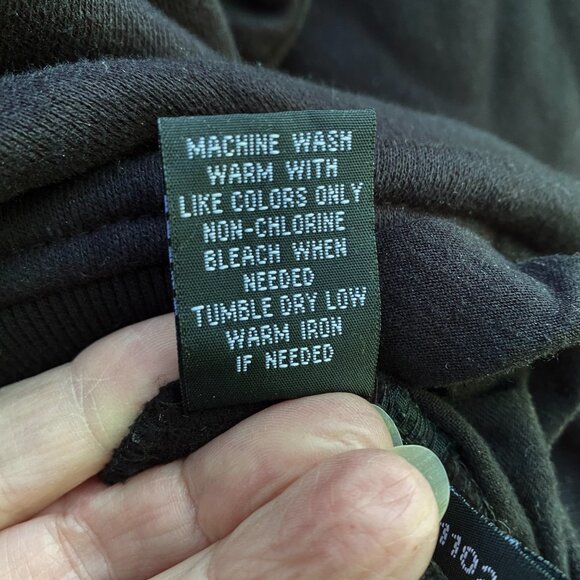 MACHINE WASH
WARM WITH
LIKE COLORS ONLY
NON-CHLORINE
BLEACH WHEN
NEEDED
TUMBLE DRY LOW
WARM IRON
IF NEEDED